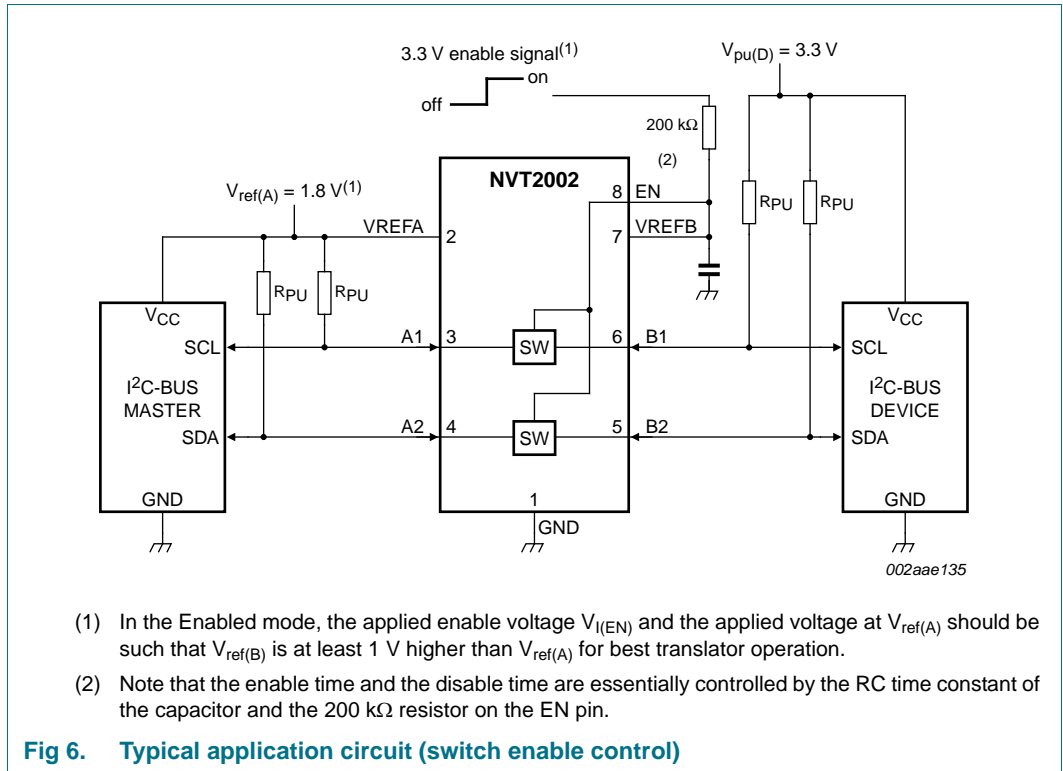 3.3 V enable signal(1)
on
off
Vpu(D) = 3.3 V
200 kΩ
(2)
NVT2002
Vref(A) = 1.8 V(1)
8 EN
RPU RPU
VREFA 2
7 VREFB
RPU RPU
VCC
VCC
SCL A1 3 SW 6 B1 SCL
I2C-BUS
MASTER
I2C-BUS
DEVICE
SDA A2 4 SW 5 B2 SDA
GND
1
GND
GND
002aae135
(1) In the Enabled mode, the applied enable voltage VI(EN) and the applied voltage at Vref(A) should be
such that Vref(B) is at least 1 V higher than Vref(A) for best translator operation.
(2) Note that the enable time and the disable time are essentially controlled by the RC time constant of
the capacitor and the 200 kΩ resistor on the EN pin.
Fig 6. Typical application circuit (switch enable control)